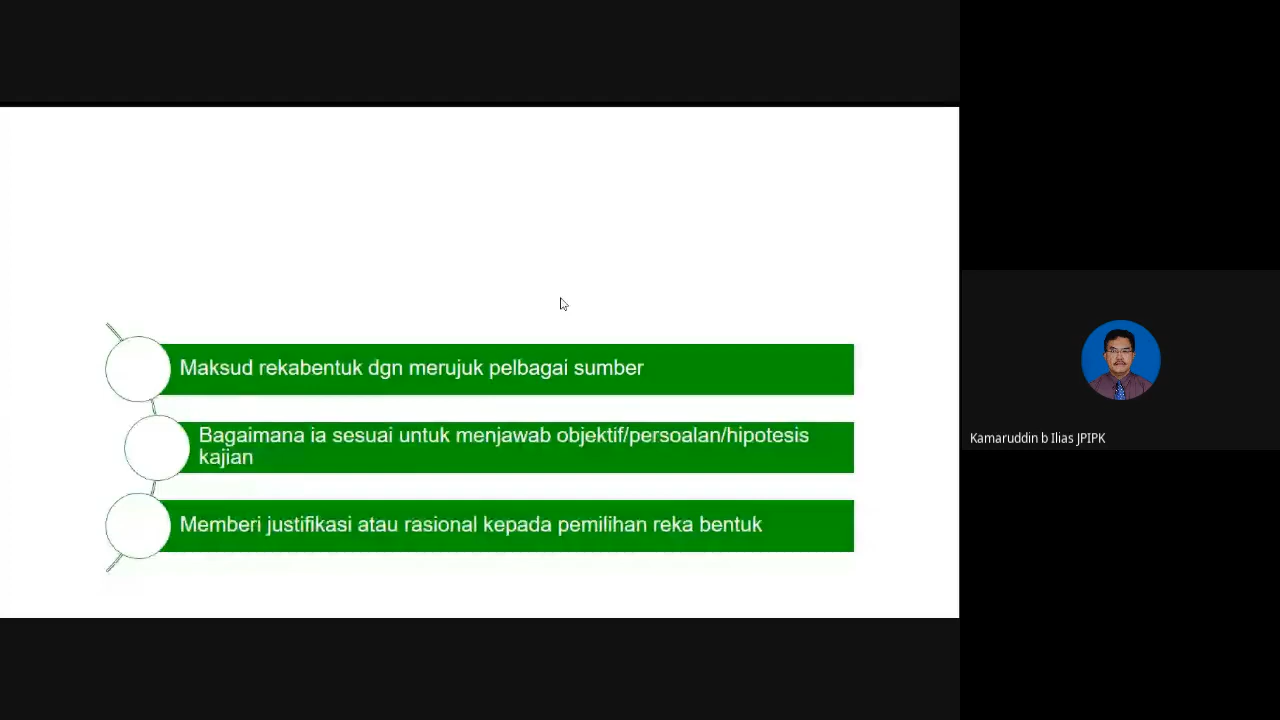 Maksud rekabentuk dgn merujuk pelbagai sumber
Bagaimana ia sesuai untuk menjawab objektif/persoalan/hipotesis
kajian
Memberi justifikasi atau rasional kepada pemilihan reka bentuk
Kamaruddin b Ilias JPIPK